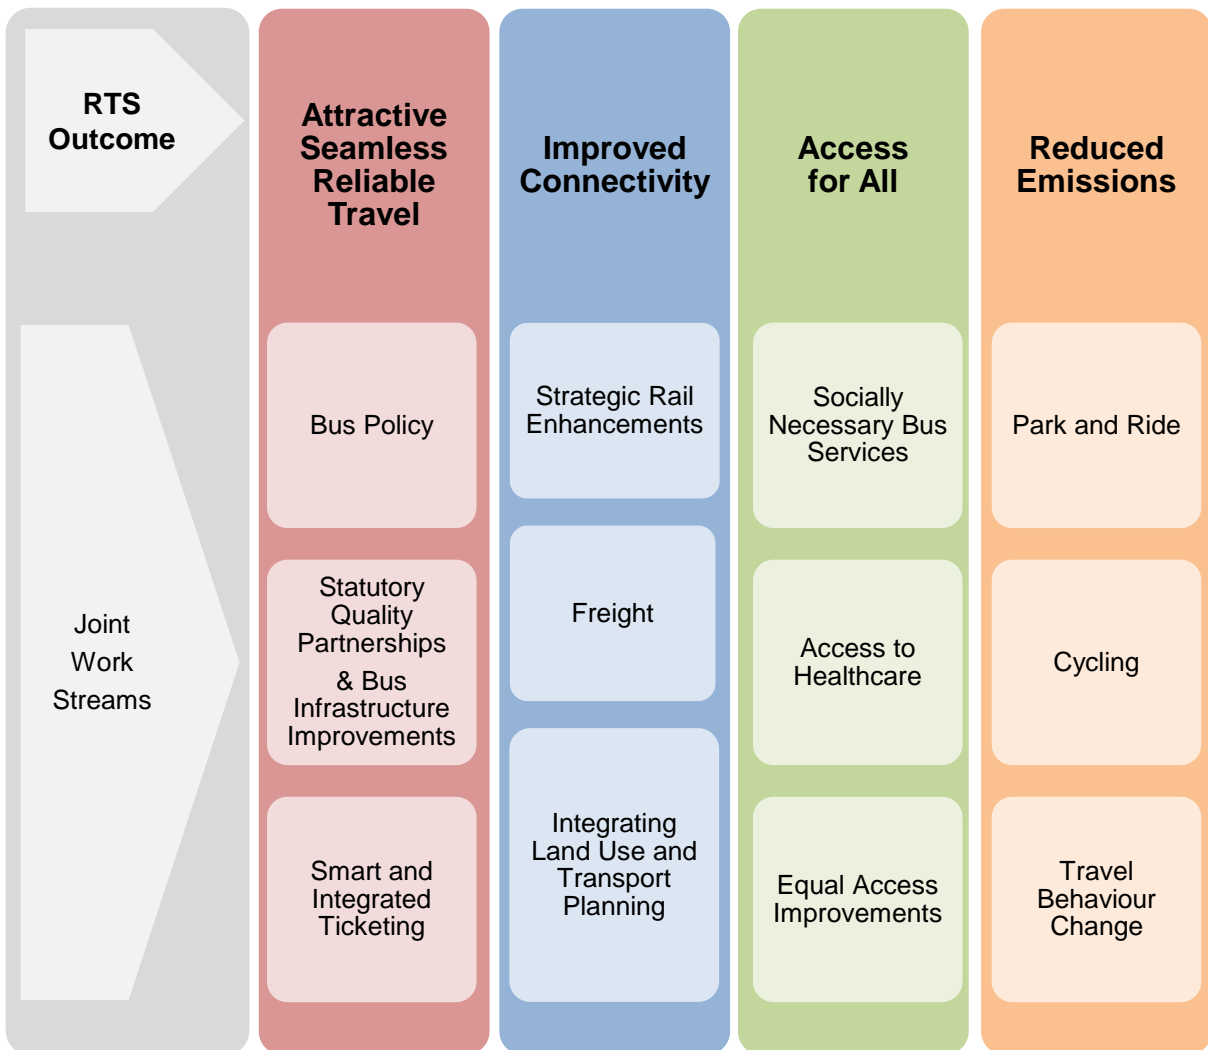 RTS
Outcome
Attractive
Seamless
Reliable
Travel
Improved
Connectivity
Access
for All
Reduced
Emissions
Joint
Work
Streams
Bus Policy
Statutory
Quality
Partnerships
& Bus
Infrastructure
Improvements
Smart and
Integrated
Ticketing
Strategic Rail
Enhancements
Freight
Integrating
Land Use and
Transport
Planning
Socially
Necessary Bus
Services
Access to
Healthcare
Equal Access
Improvements
Park and Ride
Cycling
Travel
Behaviour
Change